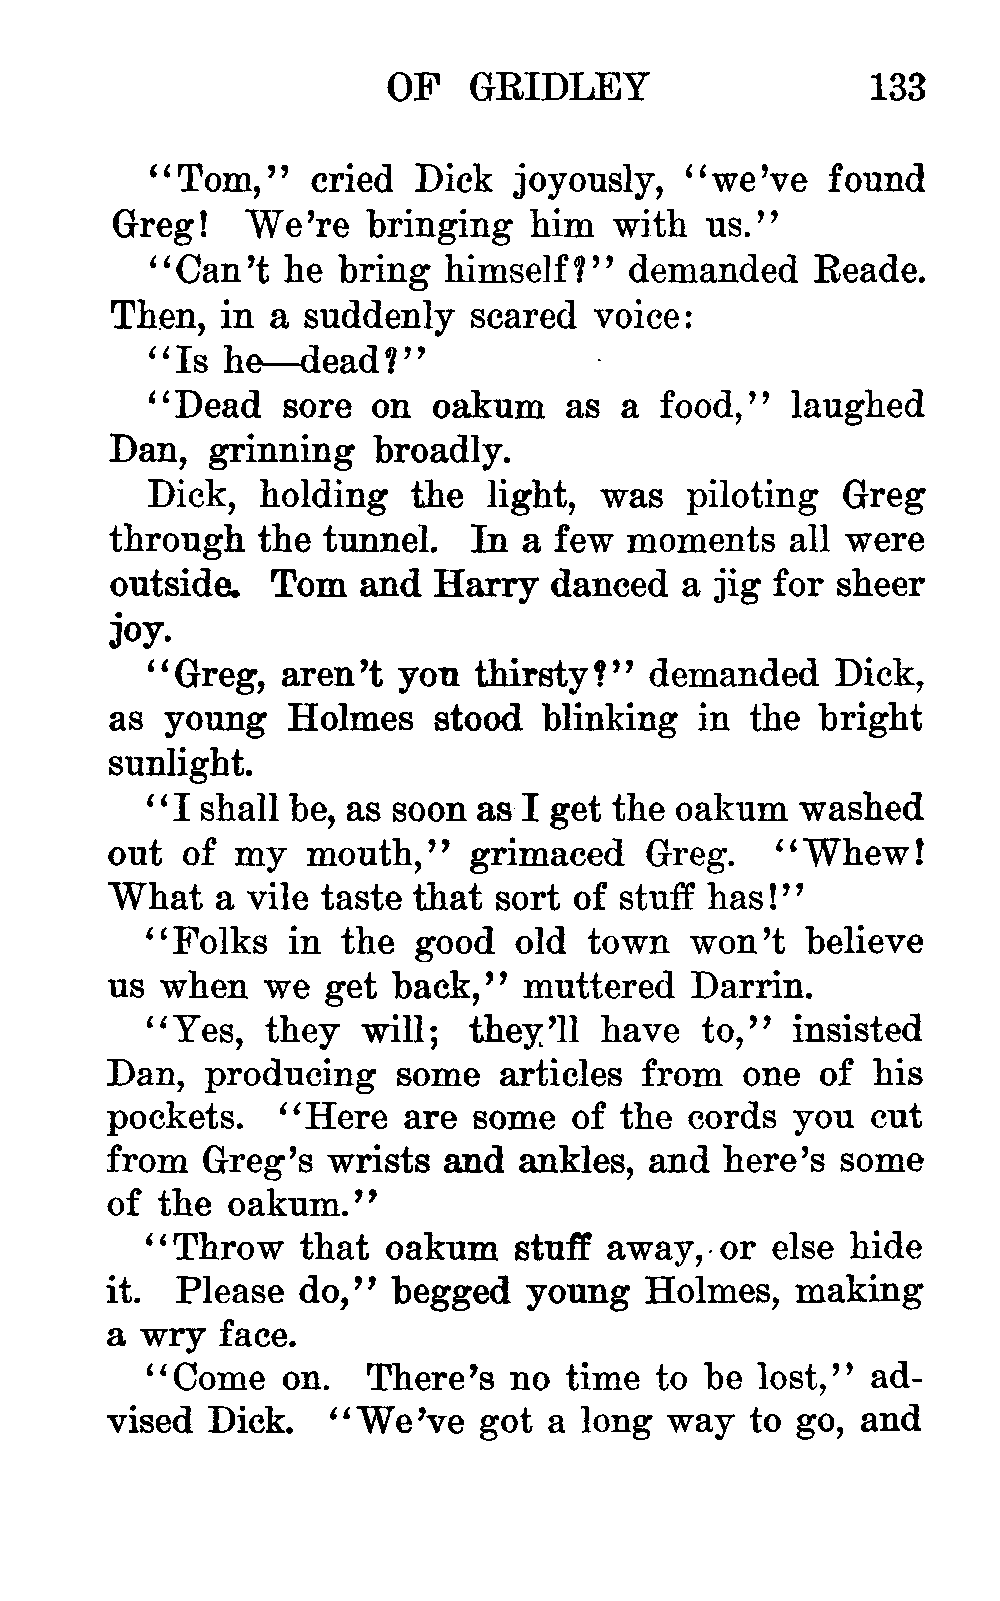 OF GRIDLEY 133
“Tom,” cried Dick joyously, “we’ve found
Greg! We’re bringing him with us.”
“Can’t he bring himself?” demanded Reade.
Then, in a suddenly scared voice:
“Is he—dead?”
“Dead sore on oakum as a food,” laughed
Dan, grinning broadly.
Dick, holding the light, was piloting Greg
through the tunnel. In a few moments all were
outside. Tom and Harry danced a jig for sheer
joy.
“Greg, aren’t you thirsty?” demanded Dick,
as young Holmes stood blinking in the bright
sunlight.
“I shall be, as soon as I get the oakum washed
out of my mouth,” grimaced Greg. “Whew!
What a vile taste that sort of stuff has!”
“Folks in the good old town won’t believe
us when we get back,” muttered Darrin.
“Yes, they will; they’ll have to,” insisted
Dan, producing some articles from one of his
pockets. “Here are some of the cords you cut
from Greg’s wrists and ankles, and here’s some
of the oakum.”
“Throw that oakum stuff away, or else hide
it. Please do,” begged young Holmes, making
a wry face.
“Come on. There’s no time to be lost,” ad-
vised Dick. “We’ve got a long way to go, and